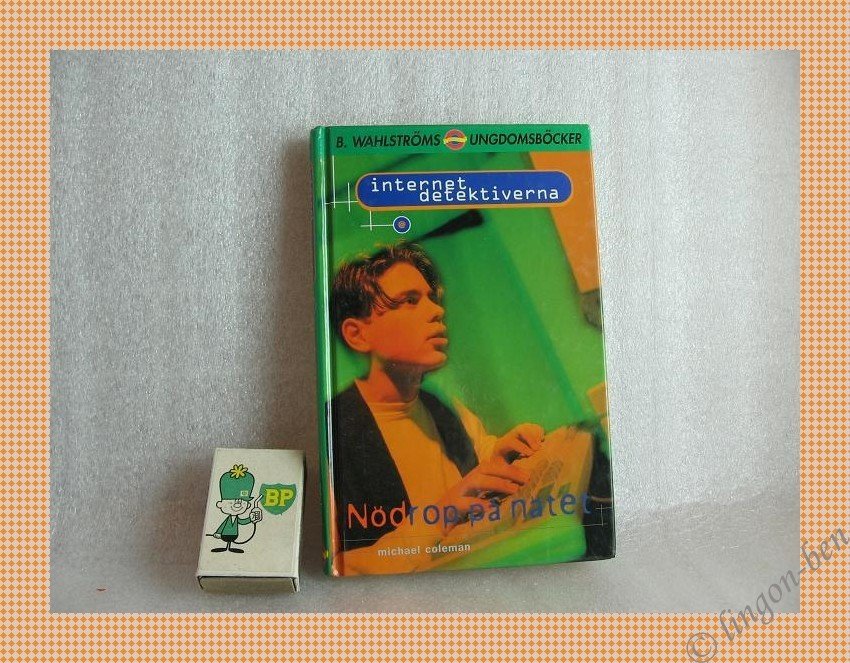 B. WAHLSTRÖMS UNGDOMSBÖCKER
internet
detektiverna
Nödrop på nätet
michael coleman
BP
© lingon-ben